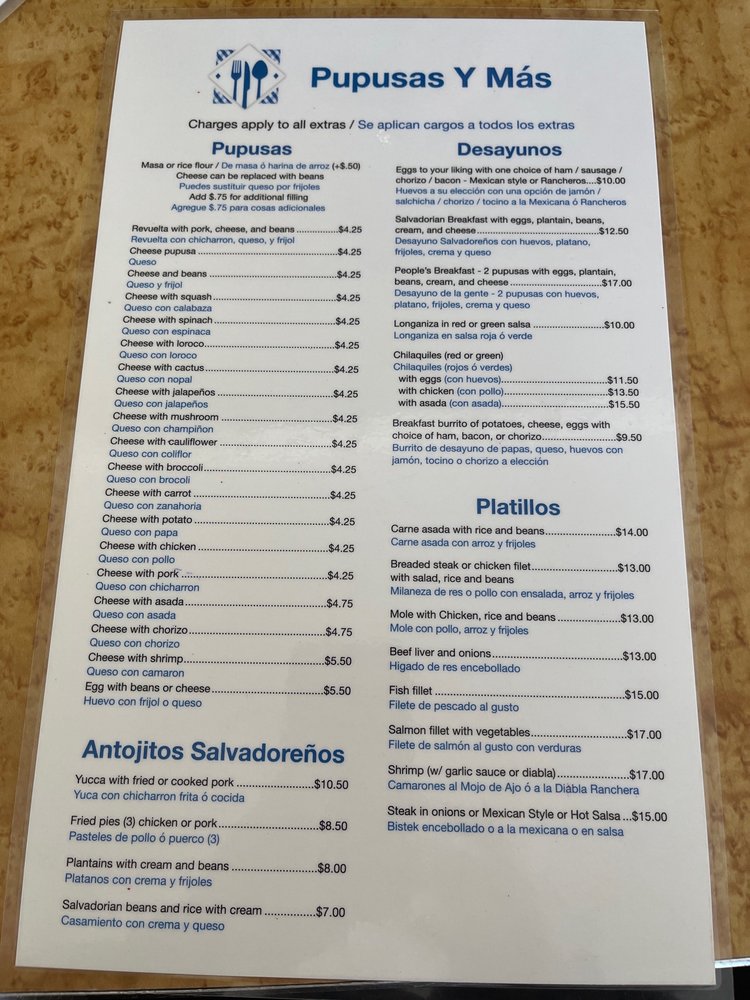 Pupusas Y Más
Charges apply to all extras / Se aplican cargos a todos los extras
Pupusas
Masa or rice flour / De masa ó harina de arroz (+$.50)
Cheese can be replaced with beans
Puedes sustituir queso por frijoles
Add $.75 for additional filling
Agregue $.75 para cosas adicionales
Revuelta with pork, cheese, and beans ............$4.25
Revuelta con chicharron, queso, y frijol
Cheese pupusa ............$4.25
Queso
Cheese and beans ............$4.25
Queso y frijol
Cheese with squash............$4.25
Queso con calabaza
Cheese with spinach ............$4.25
Queso con espinaca
Cheese with loroco............$4.25
Queso con loroco
Cheese with cactus............$4.25
Queso con nopal
Cheese with jalapeños ............$4.25
Queso con jalapeños
Cheese with mushroom ............$4.25
Queso con champiñon
Cheese with cauliflower ............$4.25
Queso con coliflor
Cheese with broccoli............$4.25
Queso con brocoli
Cheese with carrot ............$4.25
Queso con zanahoria
Cheese with potato ............$4.25
Queso con papa
Cheese with chicken ............$4.25
Queso con pollo
Cheese with pork ............$4.25
Queso con chicharron
Cheese with asada ............$4.75
Queso con asada
Cheese with chorizo............$4.75
Queso con chorizo
Cheese with shrimp............$5.50
Queso con camaron
Egg with beans or cheese............$5.50
Huevo con frijol o queso
Antojitos Salvadoreños
Yucca with fried or cooked pork ............$10.50
Yuca con chicharron frita ó cocida
Fried pies (3) chicken or pork............$8.50
Pasteles de pollo ó puerco (3)
Plantains with cream and beans ............$8.00
Platanos con crema y frijoles
Salvadorian beans and rice with cream ............$7.00
Casamiento con crema y queso
Desayunos
Eggs to your liking with one choice of ham / sausage /
chorizo / bacon - Mexican style or Rancheros....$10.00
Huevos a su elección con una opción de jamón /
salchicha / chorizo / tocino a la Mexicana ó Rancheros
Salvadorian Breakfast with eggs, plantain, beans,
cream, and cheese............$12.50
Desayuno Salvadoreños con huevos, platano,
frijoles, crema y queso
People's Breakfast - 2 pupusas with eggs, plantain,
beans, cream, and cheese ............$17.00
Desayuno de la gente - 2 pupusas con huevos,
platano, frijoles, crema y queso
Longaniza in red or green salsa ............$10.00
Longaniza en salsa roja ó verde
Chilaquiles (red or green)
Chilaquiles (rojos ó verdes)
with eggs (con huevos)............$11.50
with chicken (con pollo)............$13.50
with asada (con asada)............$15.50
Breakfast burrito of potatoes, cheese, eggs with
choice of ham, bacon, or chorizo............$9.50
Burrito de desayuno de papas, queso, huevos con
jamón, tocino o chorizo a elección
Platillos
Carne asada with rice and beans............$14.00
Carne asada con arroz y frijoles
Breaded steak or chicken filet............$13.00
with salad, rice and beans
Milaneza de res o pollo con ensalada, arroz y frijoles
Mole with Chicken, rice and beans ............$13.00
Mole con pollo, arroz y frijoles
Beef liver and onions............$13.00
Higado de res encebollado
Fish fillet ............$15.00
Filete de pescado al gusto
Salmon fillet with vegetables............$17.00
Filete de salmón al gusto con verduras
Shrimp (w/ garlic sauce or diabla)............$17.00
Camarones al Mojo de Ajo ó a la Diabla Ranchera
Steak in onions or Mexican Style or Hot Salsa ...$15.00
Bistek encebollado o a la mexicana o en salsa